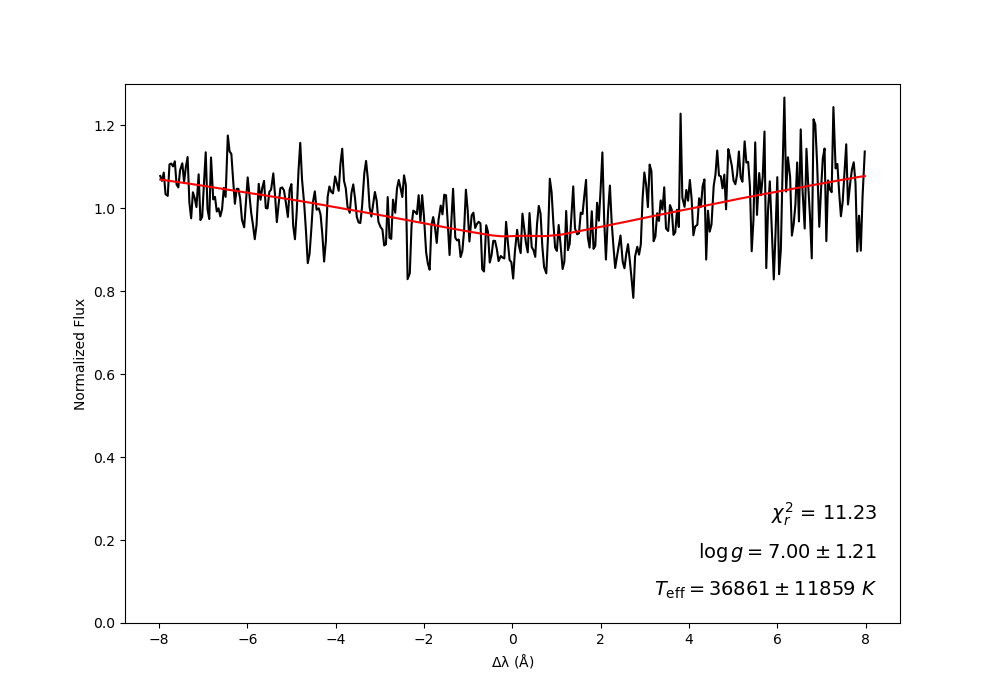 1.2
1.0
0.8
0.6
0.4
0.2
0.0
Normalized Flux
χ²ᵣ = 11.23
log g = 7.00 ± 1.21
T_eff = 36861 ± 11859 K
−8 −6 −4 −2 0 2 4 6 8
Δλ (Å)